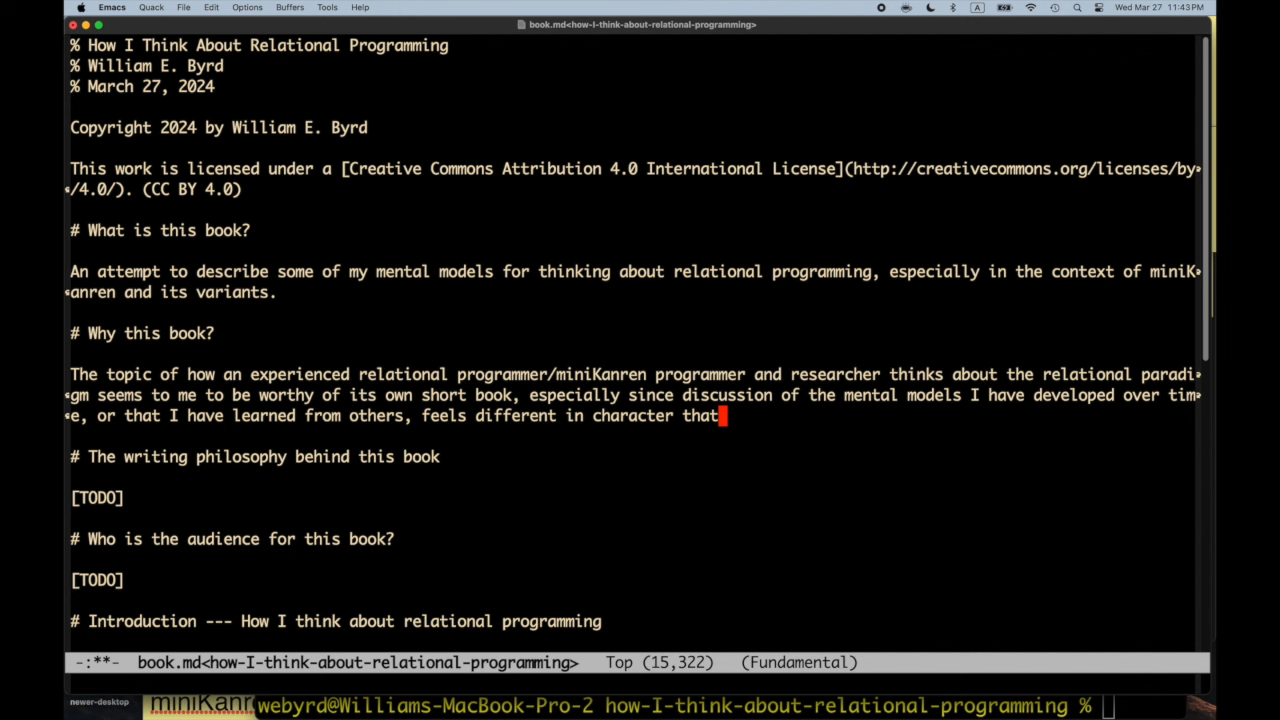 Emacs Quack File Edit Options Buffers Tools Help A Wed Mar 27 11:43PM
book.md<how-I-think-about-relational-programming>
% How I Think About Relational Programming
% William E. Byrd
% March 27, 2024
Copyright 2024 by William E. Byrd
This work is licensed under a [Creative Commons Attribution 4.0 International License](http://creativecommons.org/licenses/by
/4.0/). (CC BY 4.0)
# What is this book?
An attempt to describe some of my mental models for thinking about relational programming, especially in the context of miniK
anren and its variants.
# Why this book?
The topic of how an experienced relational programmer/miniKanren programmer and researcher thinks about the relational paradi
gm seems to me to be worthy of its own short book, especially since discussion of the mental models I have developed over tim
e, or that I have learned from others, feels different in character that
# The writing philosophy behind this book
[TODO]
# Who is the audience for this book?
[TODO]
# Introduction --- How I think about relational programming
-:**- book.md<how-I-think-about-relational-programming> Top (15,322) (Fundamental)
newer-desktop miniKanr webyrd@Williams-MacBook-Pro-2 how-I-think-about-relational-programming %